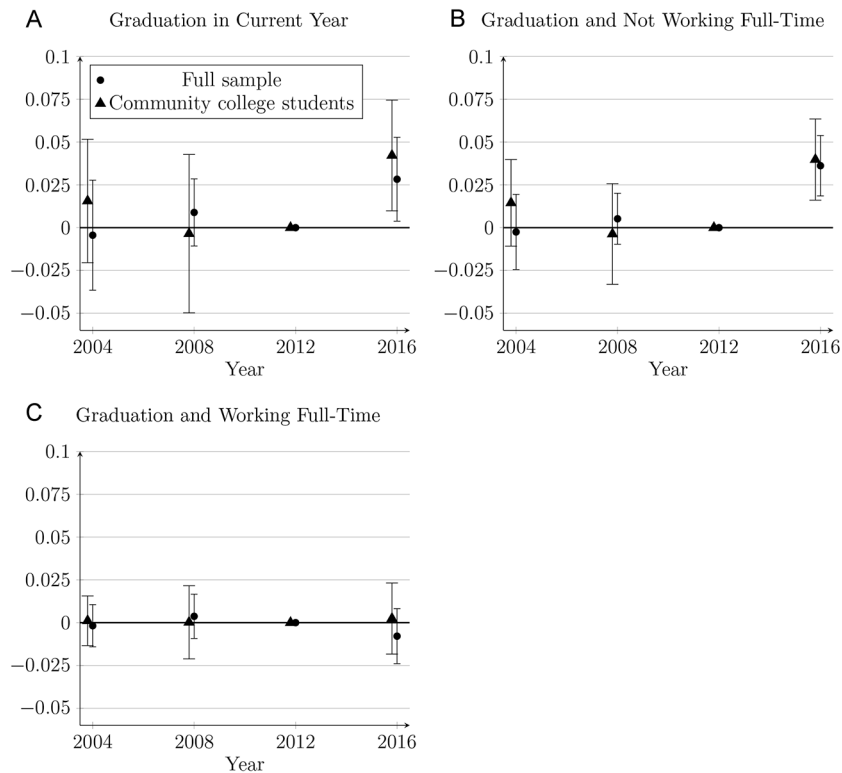 A Graduation in Current Year
0.1
0.075
0.05
0.025
0
−0.025
−0.05
Full sample
Community college students
2004 2008 2012 2016
Year
B Graduation and Not Working Full-Time
0.1
0.075
0.05
0.025
0
−0.025
−0.05
2004 2008 2012 2016
Year
C Graduation and Working Full-Time
0.1
0.075
0.05
0.025
0
−0.025
−0.05
2004 2008 2012 2016
Year